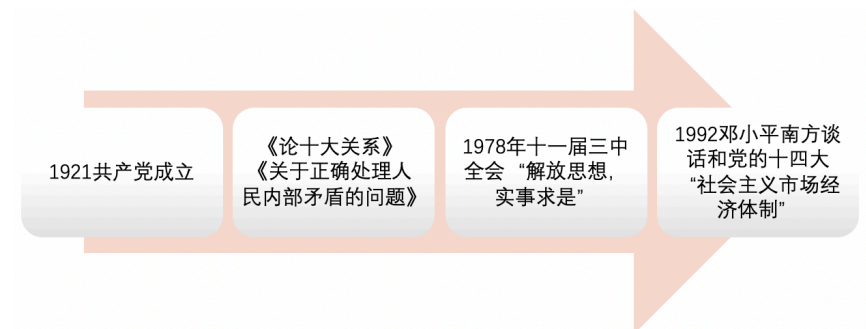 1921共产党成立
《论十大关系》
《关于正确处理人
民内部矛盾的问题》
1978年十一届三中
全会 “解放思想,
实事求是”
1992邓小平南方谈
话和党的十四大
“社会主义市场经
济体制”